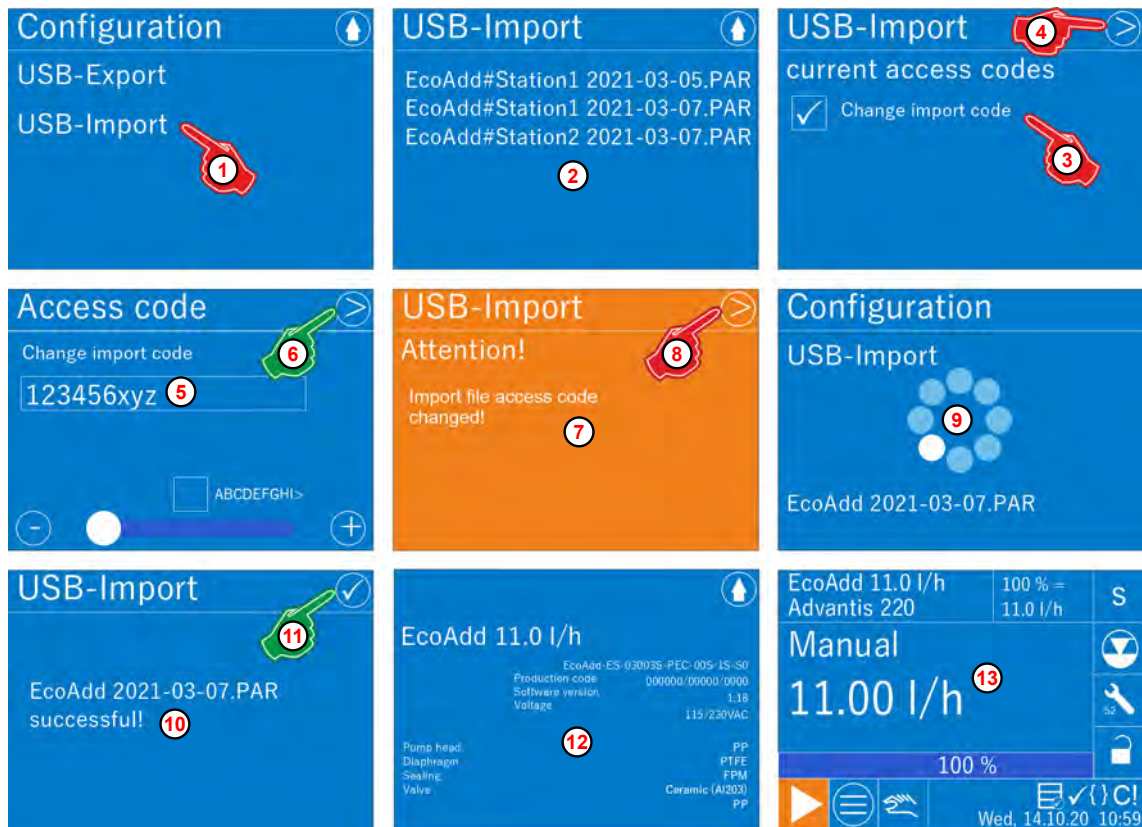 Configuration
USB-Export
USB-Import
1
USB-Import
EcoAdd#Station1 2021-03-05.PAR
EcoAdd#Station1 2021-03-07.PAR
EcoAdd#Station2 2021-03-07.PAR
2
USB-Import
4
>
current access codes
✓ Change import code
3
Access code
>
6
Change import code
123456xyz
5
ABCDEFGHI>
- +
USB-Import
>
8
Attention!
Import file access code
changed!
7
Configuration
USB-Import
9
EcoAdd 2021-03-07.PAR
USB-Import
✓
11
EcoAdd 2021-03-07.PAR
successful!
10
EcoAdd 11.0 l/h
EcoAdd-ES-03003S-PEC-00S-1S-S0
Production code 000000/00000/0000
Software version 1:18
Voltage 115/230VAC
12
Pump head. PP
Diaphragm PTFE
Sealing FPM
Valve Ceramic (Al203)
PP
EcoAdd 11.0 l/h 100 % =
Advantis 220 11.0 l/h
S
Manual
11.00 l/h
13
52
100 %
✓{}C!
Wed, 14.10.20 10:59